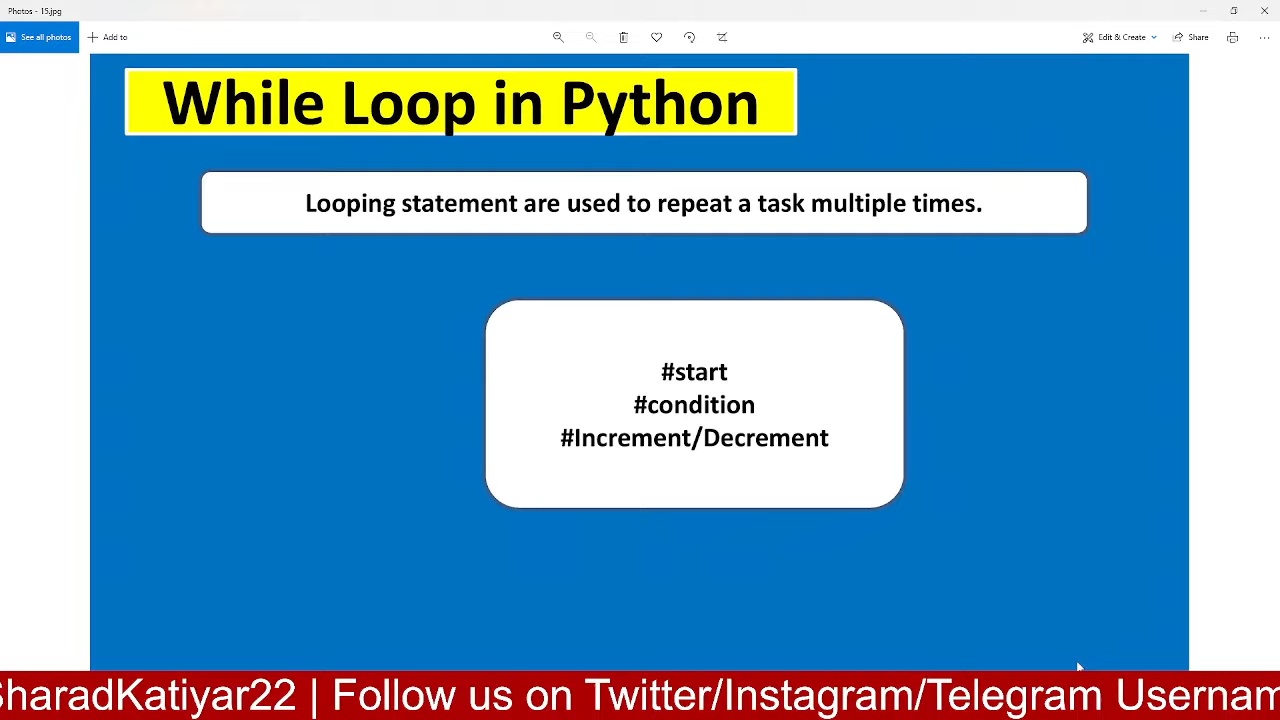 Photos - 15.jpg
See all photos
Add to
Edit & Create
Share
While Loop in Python
Looping statement are used to repeat a task multiple times.
#start
#condition
#Increment/Decrement
SharadKatiyar22 | Follow us on Twitter/Instagram/Telegram Usernam